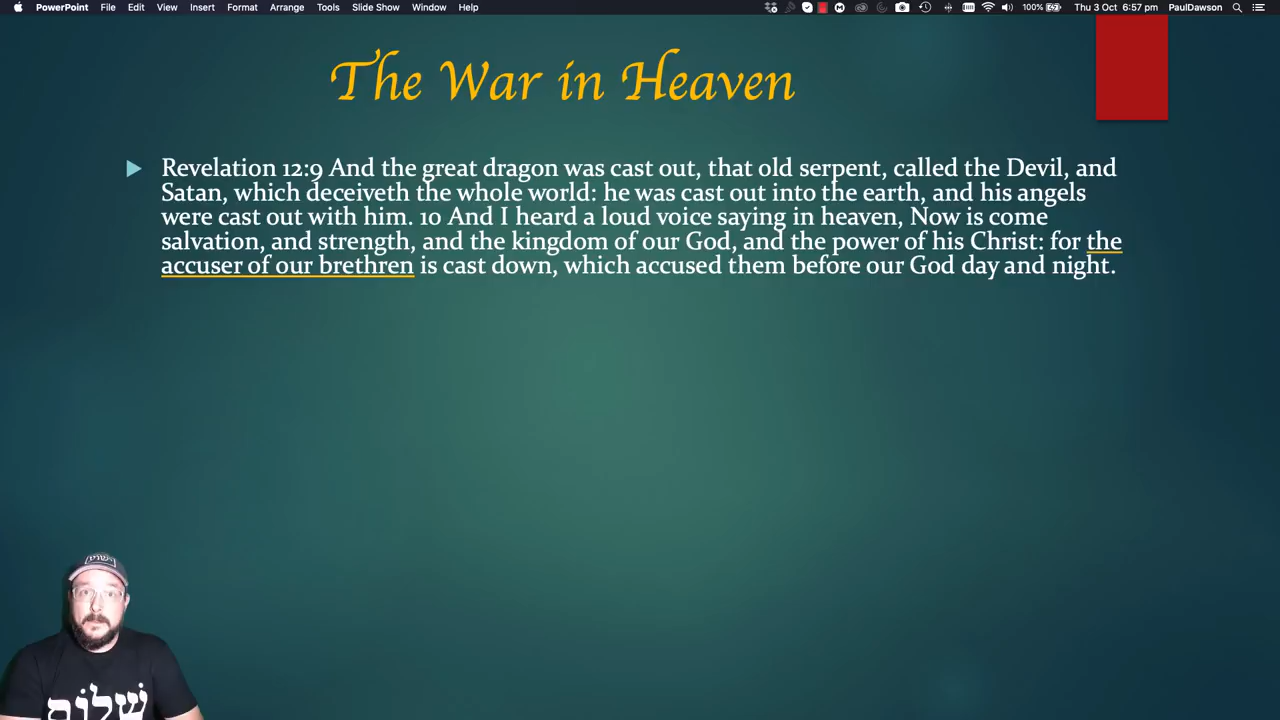 PowerPoint File Edit View Insert Format Arrange Tools Slide Show Window Help 100% Thu 3 Oct 6:57 pm PaulDawson
The War in Heaven
Revelation 12:9 And the great dragon was cast out, that old serpent, called the Devil, and
Satan, which deceiveth the whole world: he was cast out into the earth, and his angels
were cast out with him. 10 And I heard a loud voice saying in heaven, Now is come
salvation, and strength, and the kingdom of our God, and the power of his Christ: for the
accuser of our brethren is cast down, which accused them before our God day and night.
שלום